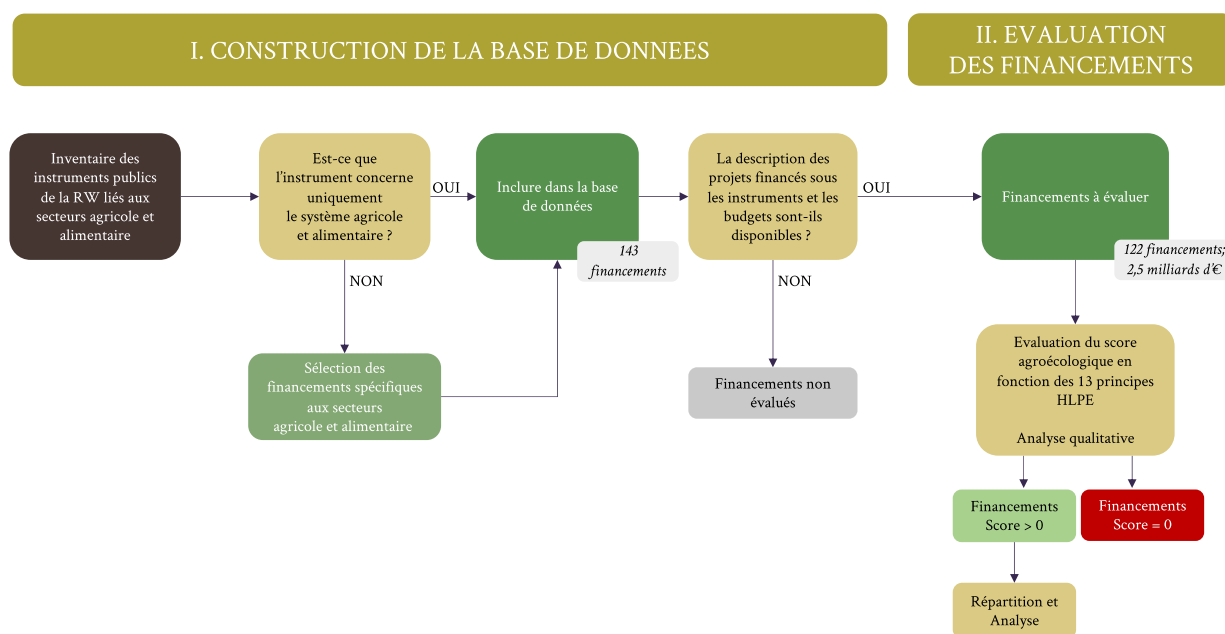 I. CONSTRUCTION DE LA BASE DE DONNEES
II. EVALUATION
DES FINANCEMENTS
Inventaire des
instruments publics
de la RW liés aux
secteurs agricole et
alimentaire
Est-ce que
l'instrument concerne
uniquement
le système agricole
et alimentaire ?
OUI
Inclure dans la base
de données
143
financements
La description des
projets financés sous
les instruments et les
budgets sont-ils
disponibles ?
OUI
Financements à évaluer
122 financements;
2,5 milliards d'€
NON
NON
Sélection des
financements spécifiques
aux secteurs
agricole et alimentaire
Financements non
évalués
Evaluation du score
agroécologique en
fonction des 13 principes
HLPE
Analyse qualitative
Financements
Score > 0
Financements
Score = 0
Répartition et
Analyse